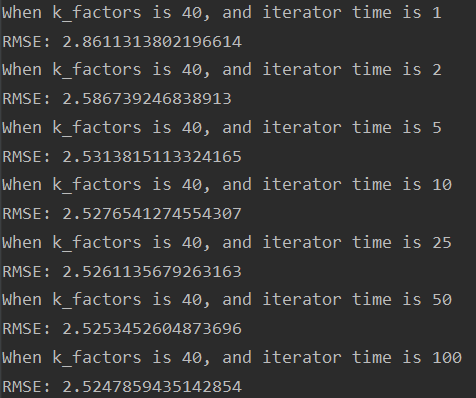 When k_factors is 40, and iterator time is 1
RMSE: 2.8611313802196614
When k_factors is 40, and iterator time is 2
RMSE: 2.586739246838913
When k_factors is 40, and iterator time is 5
RMSE: 2.5313815113324165
When k_factors is 40, and iterator time is 10
RMSE: 2.5276541274554307
When k_factors is 40, and iterator time is 25
RMSE: 2.5261135679263163
When k_factors is 40, and iterator time is 50
RMSE: 2.5253452604873696
When k_factors is 40, and iterator time is 100
RMSE: 2.5247859435142854